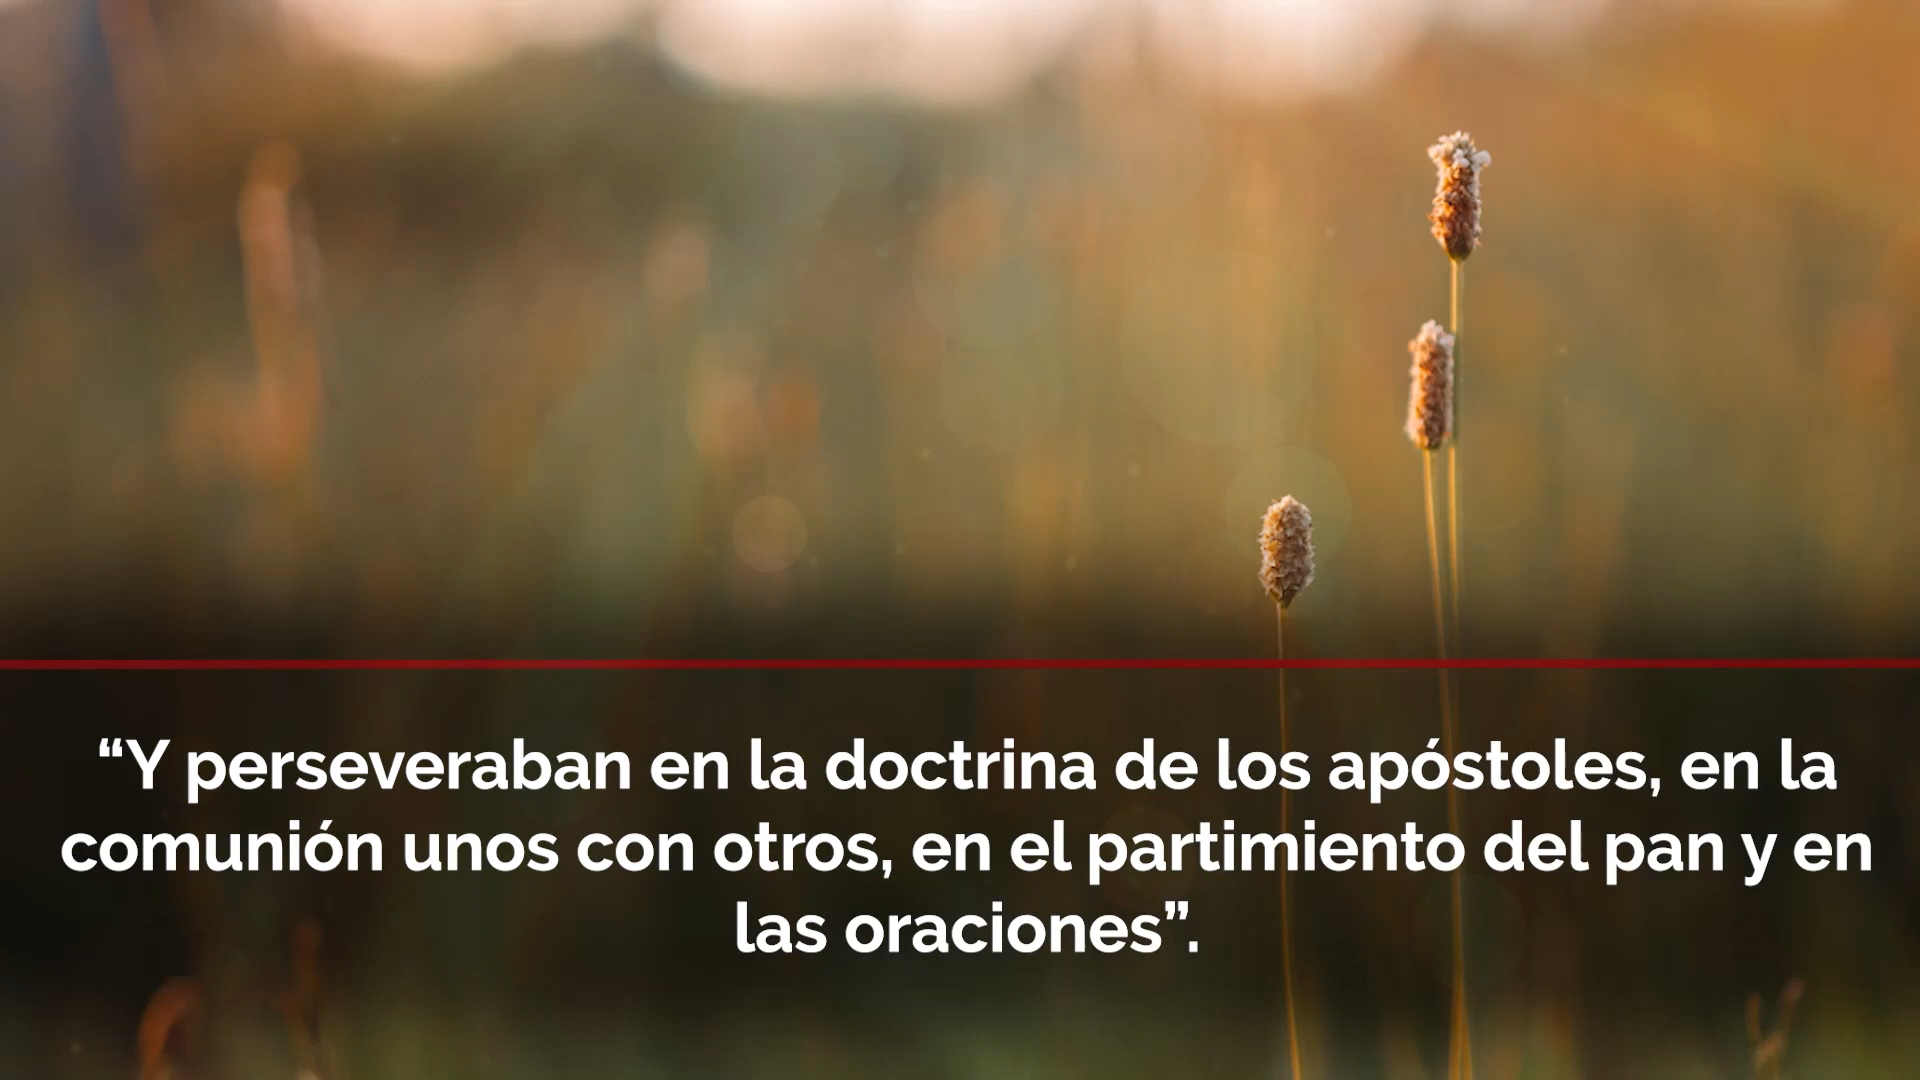 “Y perseveraban en la doctrina de los apóstoles, en la
comunión unos con otros, en el partimiento del pan y en
las oraciones”.